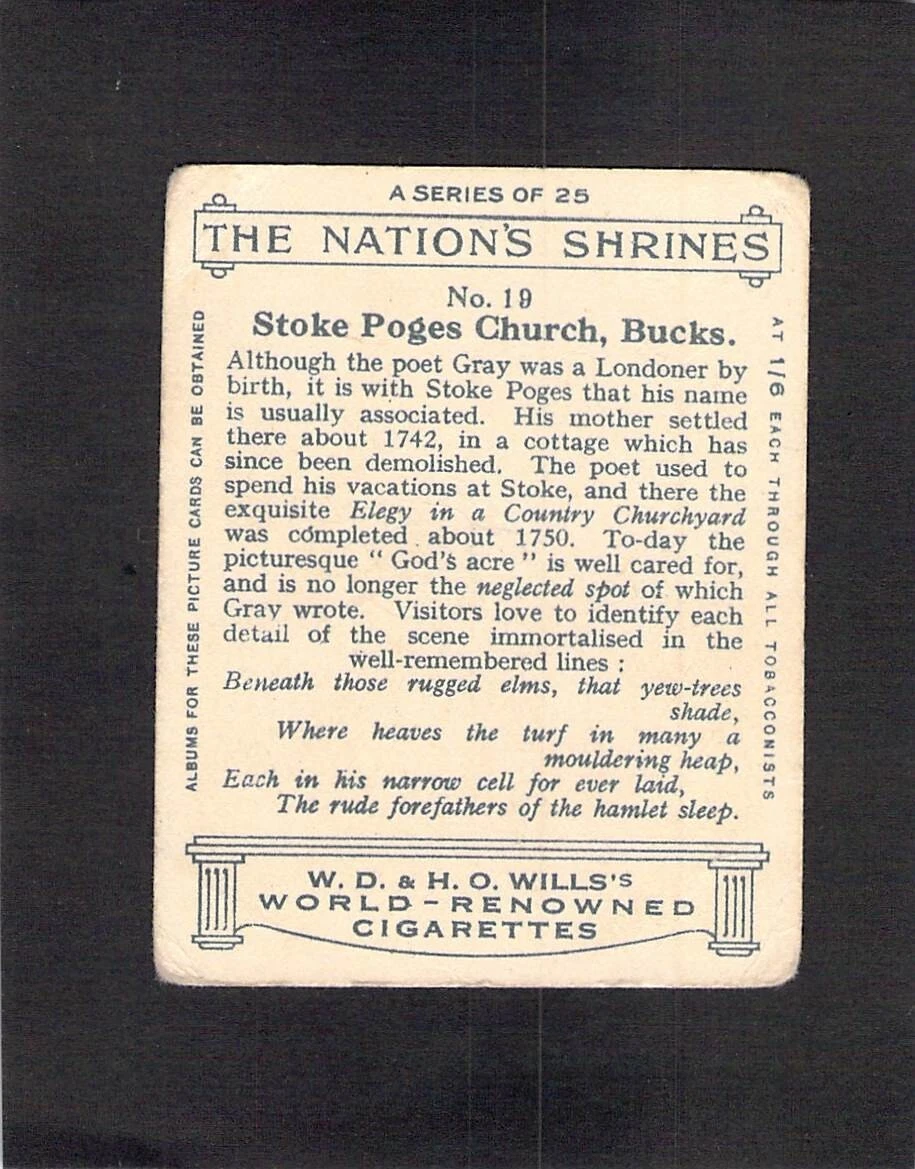 A SERIES OF 25
THE NATION'S SHRINES
No. 19
Stoke Poges Church, Bucks.
Although the poet Gray was a Londoner by
birth, it is with Stoke Poges that his name
is usually associated. His mother settled
there about 1742, in a cottage which has
since been demolished. The poet used to
spend his vacations at Stoke, and there the
exquisite Elegy in a Country Churchyard
was completed about 1750. To-day the
picturesque "God's acre" is well cared for,
and is no longer the neglected spot of which
Gray wrote. Visitors love to identify each
detail of the scene immortalised in the
well-remembered lines :
Beneath those rugged elms, that yew-trees
shade,
Where heaves the turf in many a
mouldering heap,
Each in his narrow cell for ever laid,
The rude forefathers of the hamlet sleep.
ALBUMS FOR THESE PICTURE CARDS CAN BE OBTAINED
AT 1/6 EACH THROUGH ALL TOBACCONISTS
W. D. & H. O. WILLS'S
WORLD-RENOWNED
CIGARETTES